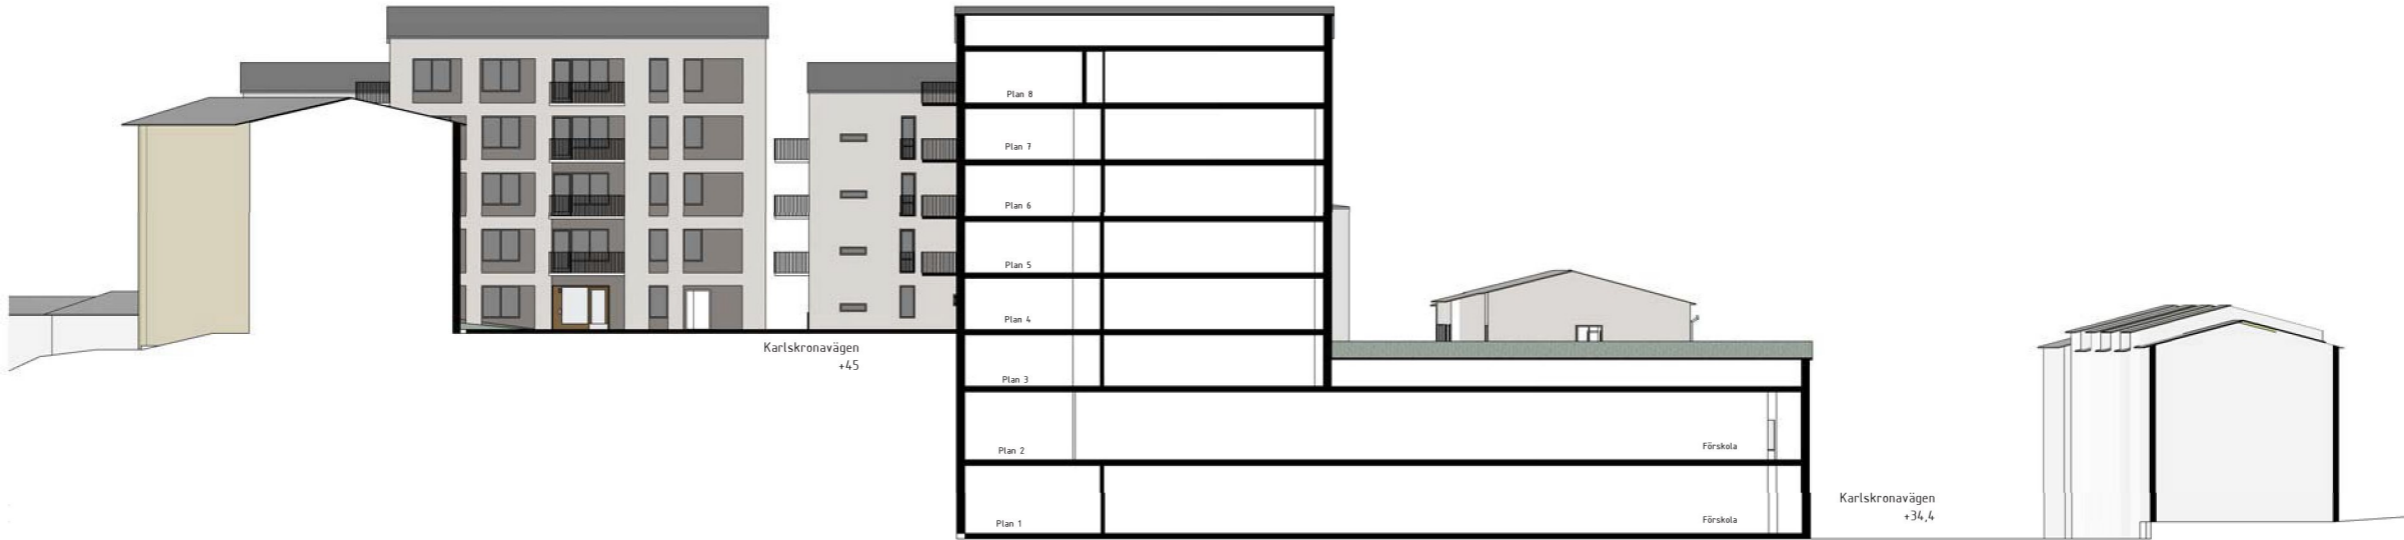 Plan 8
Plan 7
Plan 6
Plan 5
Plan 4
Karlskronavägen
+45
Plan 3
Plan 2
Förskola
Karlskronavägen
+34,4
Plan 1
Förskola